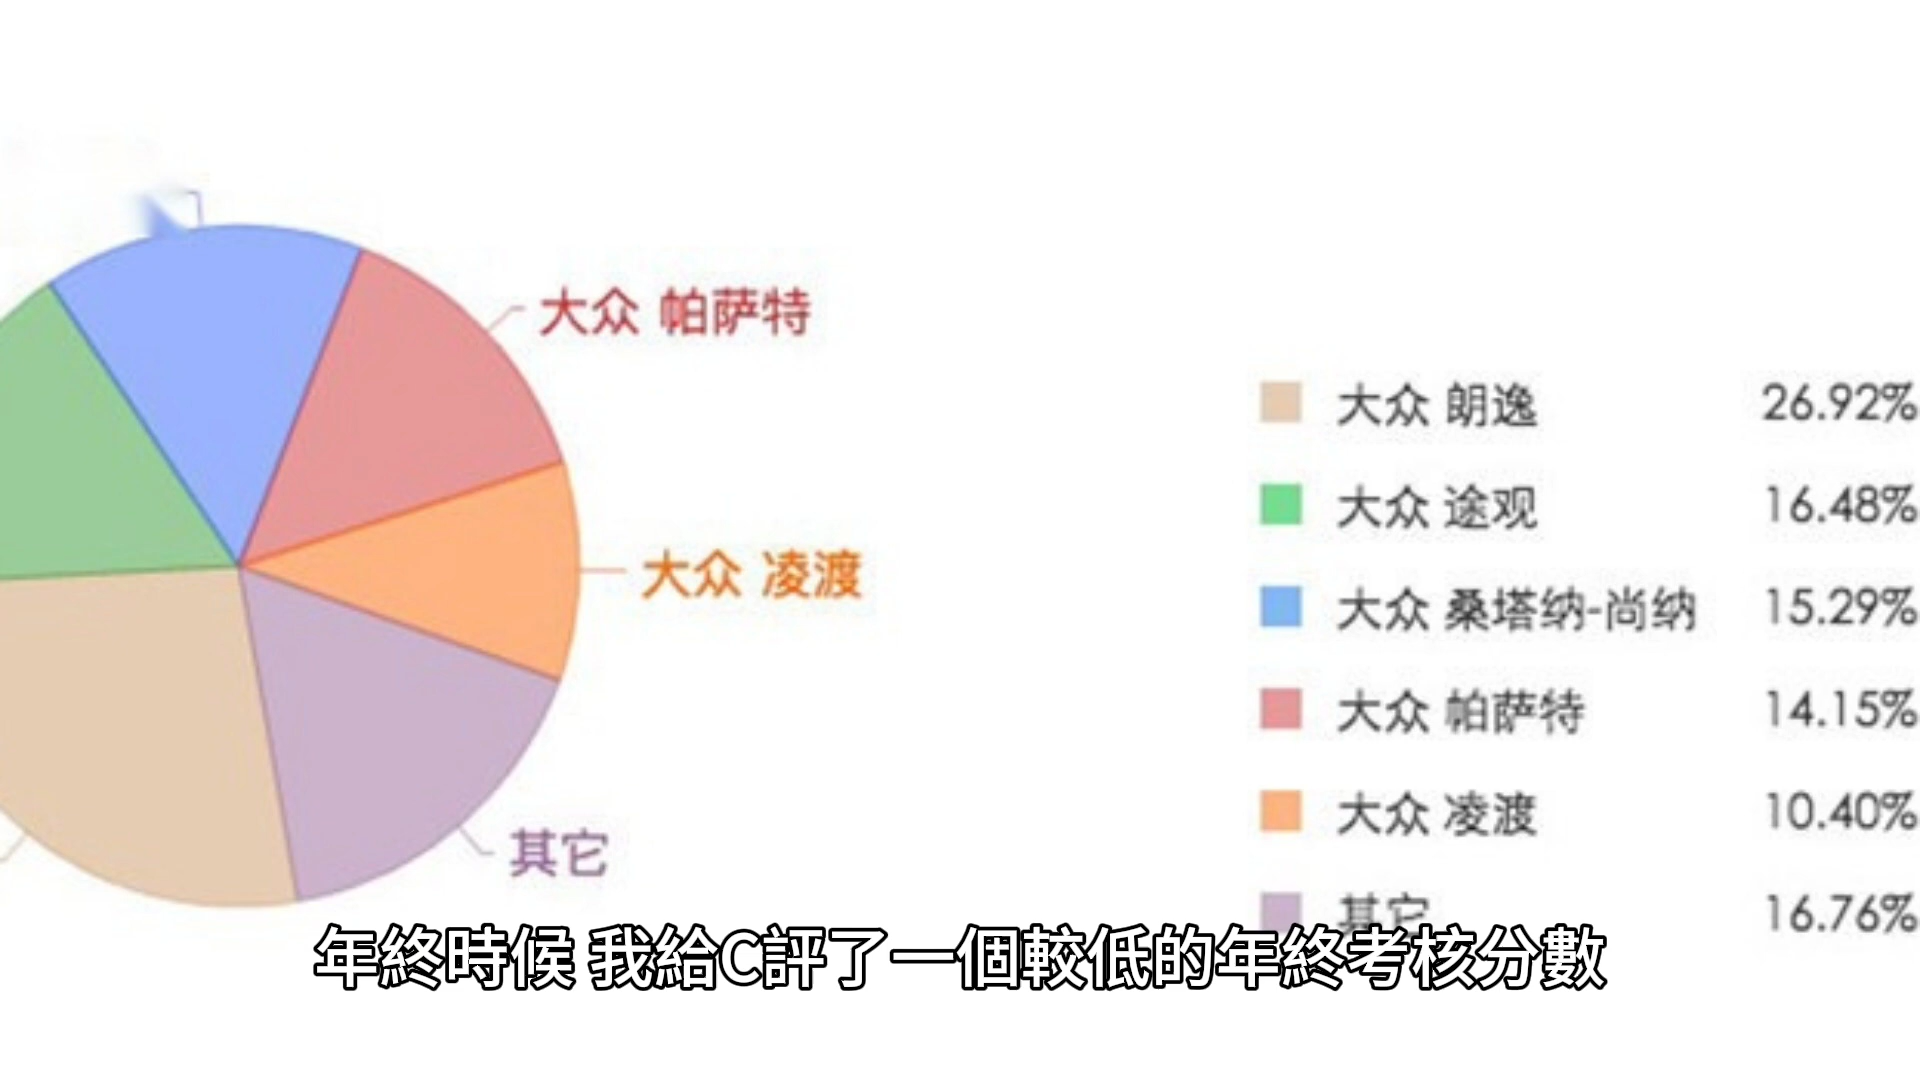 大众 帕萨特
大众 凌渡
其它
大众 朗逸 26.92%
大众 途观 16.48%
大众 桑塔纳-尚纳 15.29%
大众 帕萨特 14.15%
大众 凌渡 10.40%
其它 16.76%
年終時候 我給C評了一個較低的年終考核分數